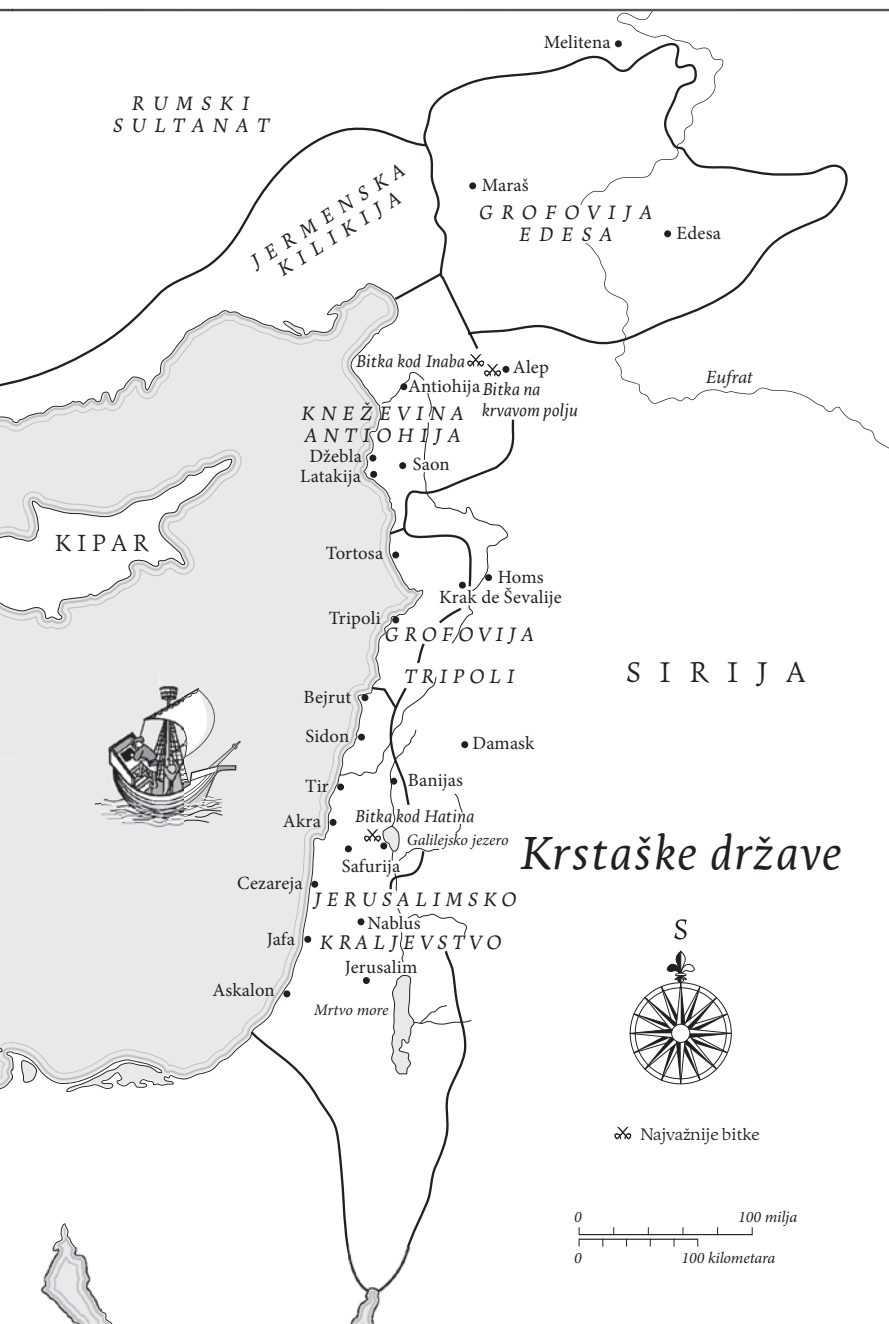 Melitena
RUMSKI
SULTANAT
JERMENSKA
KILIKIJA
Maraš
GROFOVIJA
EDESA
Edesa
Bitka kod Inaba
Alep
Antiohija
Bitka na
krvavom polju
Eufrat
KNEŽEVINA
ANTIOHIJA
Džebla
Saon
Latakija
KIPAR
Tortosa
Homs
Krak de Ševalije
Tripoli
GROFOVIJA
TRIPOLI
SIRIJA
Bejrut
Sidon
Damask
Tir
Banijas
Akra
Bitka kod Hatina
Galilejsko jezero
Safurija
Krstaške države
Cezareja
JERUSALIMSKO
Nablus
Jafa
KRALJEVSTVO
Jerusalim
Askalon
Mrtvo more
S
Najvažnije bitke
0 100 milja
0 100 kilometara